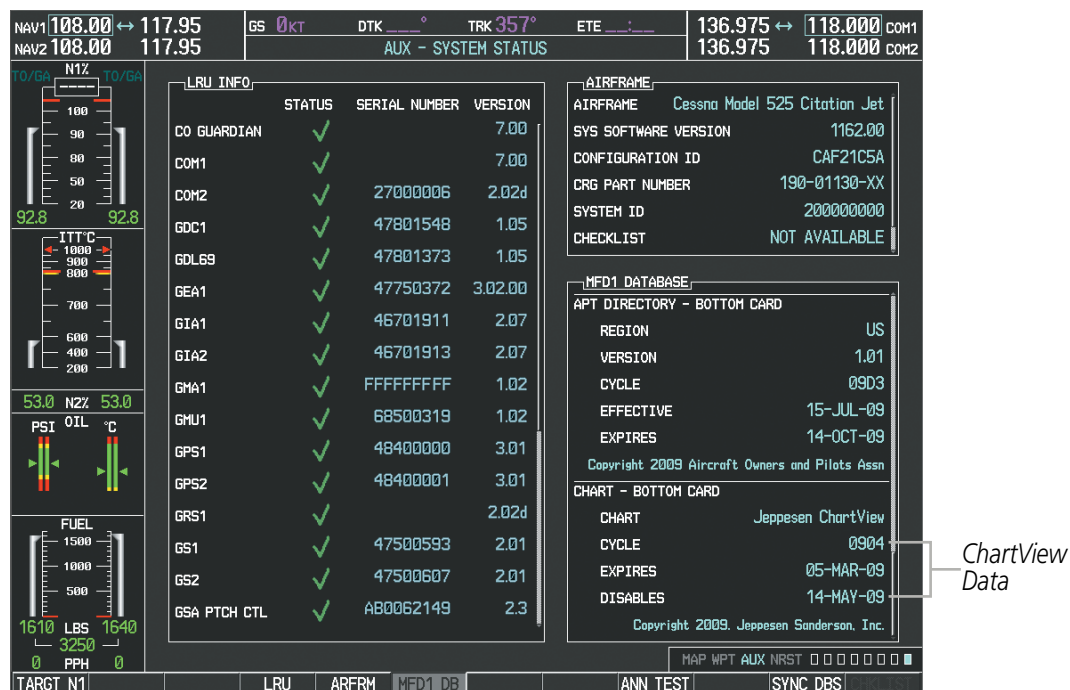 NAV1 108.00 ↔ 117.95 GS 0KT DTK ___° TRK 357° ETE __:__ 136.975 ↔ 118.000 COM1
NAV2 108.00 117.95 AUX - SYSTEM STATUS 136.975 118.000 COM2
TO/GA N1% TO/GA
----
100
90
80
50
20
92.8 92.8
ITT°C
1000
900
800
700
600
400
200
53.0 N2% 53.0
PSI OIL °C
FUEL
1500
1000
500
1610 LBS 1640
3250
0 PPH 0
LRU INFO
STATUS SERIAL NUMBER VERSION
CO GUARDIAN ✓ 7.00
COM1 ✓ 7.00
COM2 ✓ 27000006 2.02d
GDC1 ✓ 47801548 1.05
GDL69 ✓ 47801373 1.05
GEA1 ✓ 47750372 3.02.00
GIA1 ✓ 46701911 2.07
GIA2 ✓ 46701913 2.07
GMA1 ✓ FFFFFFFFF 1.02
GMU1 ✓ 68500319 1.02
GPS1 ✓ 48400000 3.01
GPS2 ✓ 48400001 3.01
GRS1 ✓ 2.02d
GS1 ✓ 47500593 2.01
GS2 ✓ 47500607 2.01
GSA PTCH CTL ✓ AB0062149 2.3
AIRFRAME
AIRFRAME Cessna Model 525 Citation Jet
SYS SOFTWARE VERSION 1162.00
CONFIGURATION ID CAF21C5A
CRG PART NUMBER 190-01130-XX
SYSTEM ID 200000000
CHECKLIST NOT AVAILABLE
MFD1 DATABASE
APT DIRECTORY - BOTTOM CARD
REGION US
VERSION 1.01
CYCLE 09D3
EFFECTIVE 15-JUL-09
EXPIRES 14-OCT-09
Copyright 2009 Aircraft Owners and Pilots Assn
CHART - BOTTOM CARD
CHART Jeppesen ChartView
CYCLE 0904
EXPIRES 05-MAR-09
DISABLES 14-MAY-09
Copyright 2009. Jeppesen Sanderson, Inc.
ChartView
Data
MAP WPT AUX NRST
TARGT N1 LRU ARFRM MFD1 DB ANN TEST SYNC DBS CHKLIST